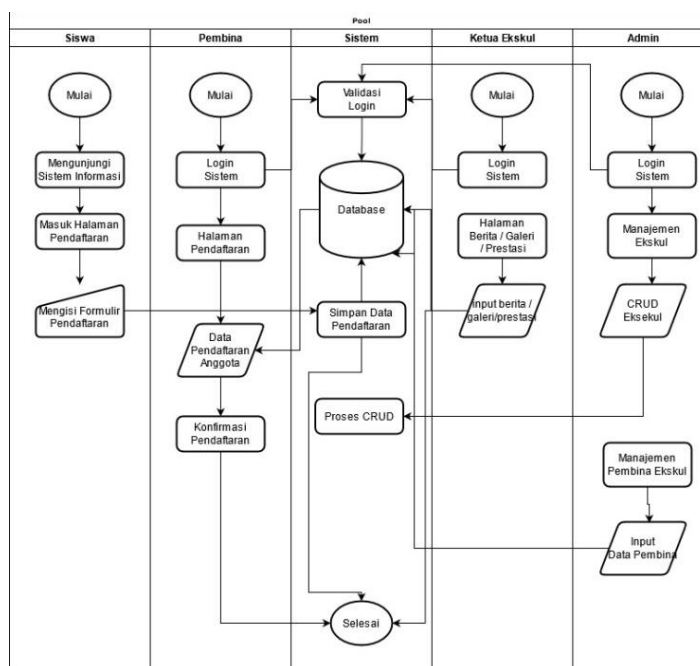 Pool
Siswa
Pembina
Sistem
Ketua Ekskul
Admin
Mulai
Mulai
Validasi
Login
Mulai
Mulai
Mengunjungi
Sistem Informasi
Login
Sistem
Login
Sistem
Login
Sistem
Masuk Halaman
Pendaftaran
Halaman
Pendaftaran
Database
Halaman
Berita / Galeri
/ Prestasi
Manajemen
Ekskul
Mengisi Formulir
Pendaftaran
Data
Pendaftaran
Anggota
Simpan Data
Pendaftaran
Input berita /
galeri/prestasi
CRUD
Eksekul
Konfirmasi
Pendaftaran
Proses CRUD
Manajemen
Pembina Ekskul
Input
Data Pembina
Selesai